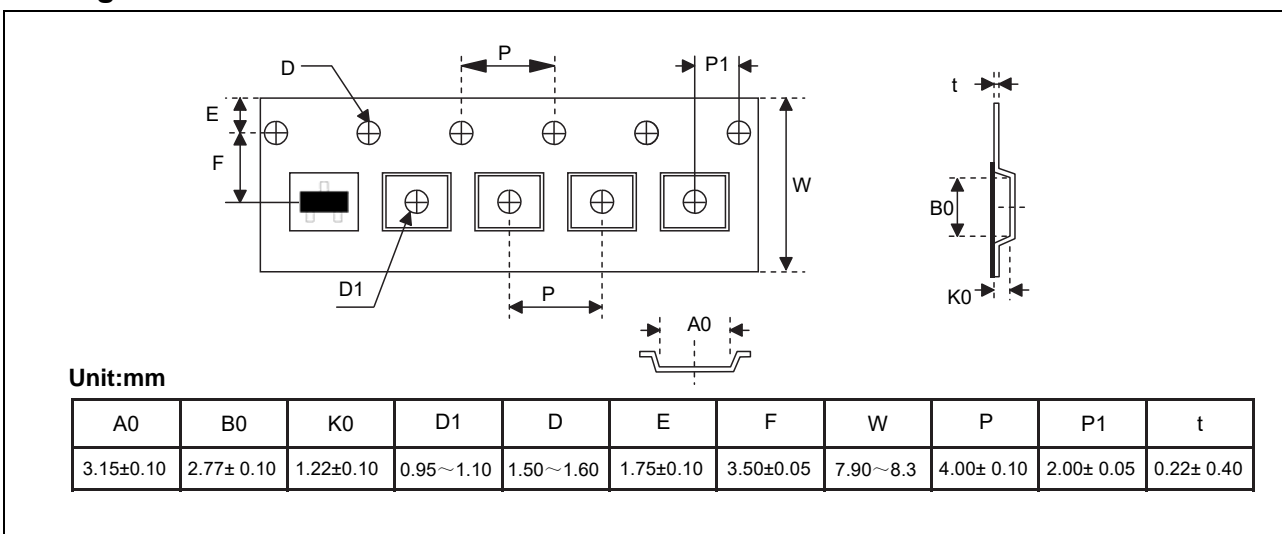 P
D
P1
t
E
F
W
B0
D1
P
K0
A0
Unit:mm
A0 B0 K0 D1 D E F W P P1 t
3.15±0.10 2.77± 0.10 1.22±0.10 0.95～1.10 1.50～1.60 1.75±0.10 3.50±0.05 7.90～8.3 4.00± 0.10 2.00± 0.05 0.22± 0.40